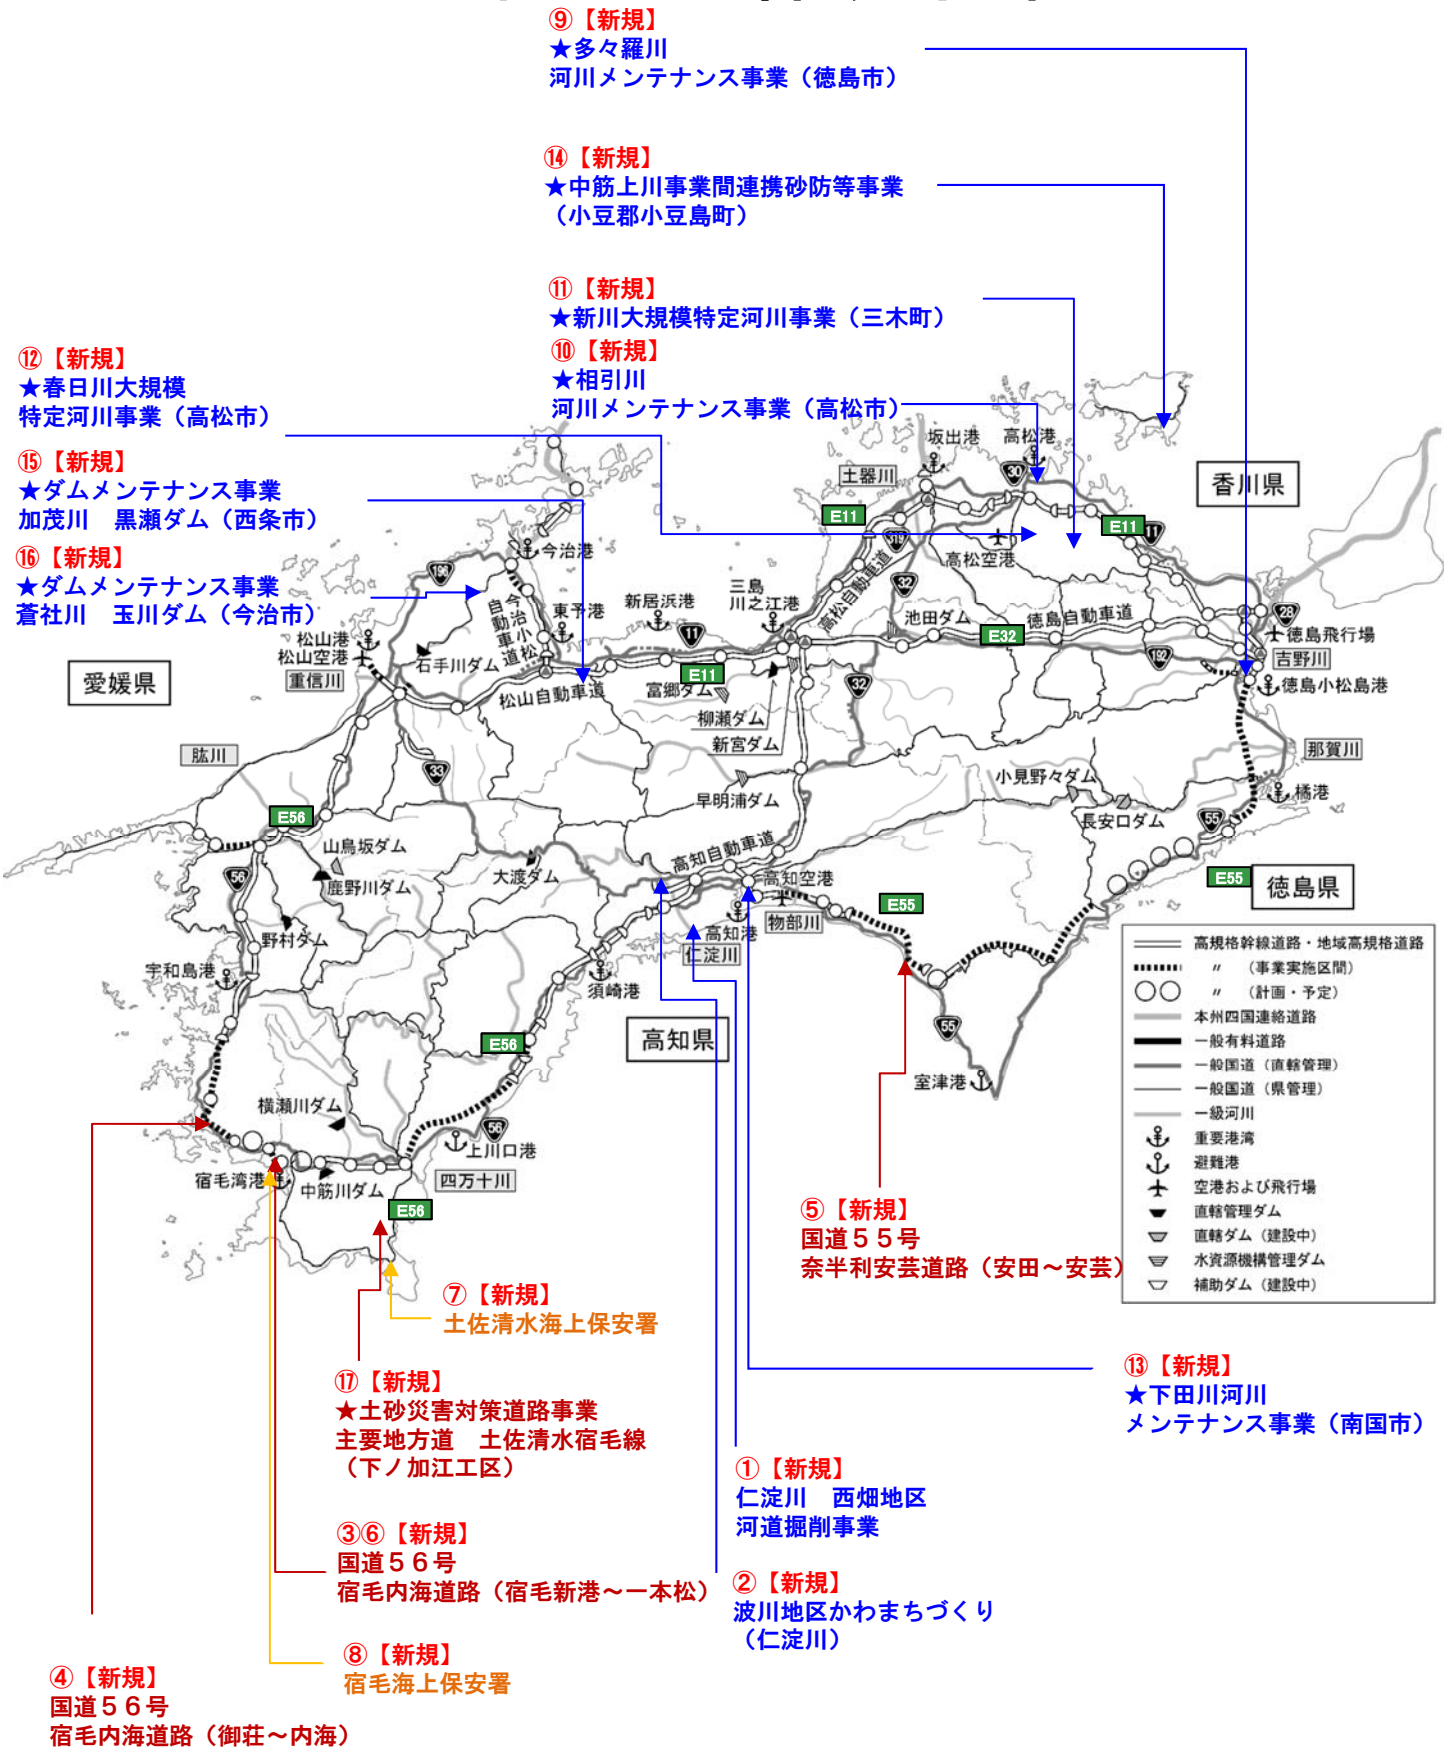 ⑨【新規】
★多々羅川
河川メンテナンス事業（徳島市）
⑭【新規】
★中筋上川事業間連携砂防等事業
（小豆郡小豆島町）
⑪【新規】
★新川大規模特定河川事業（三木町）
⑩【新規】
★相引川
河川メンテナンス事業（高松市）
⑫【新規】
★春日川大規模
特定河川事業（高松市）
⑮【新規】
★ダムメンテナンス事業
加茂川　黒瀬ダム（西条市）
⑯【新規】
★ダムメンテナンス事業
蒼社川　玉川ダム（今治市）
坂出港
高松港
土器川
30
香川県
E11
E11
11
高松空港
高松自動車道
32
今治港
196
今治小松自動車道
東予港
新居浜港
三島
川之江港
11
池田ダム
徳島自動車道
E32
28
徳島飛行場
吉野川
192
徳島小松島港
松山港
松山空港
重信川
石手川ダム
愛媛県
松山自動車道
E11
富郷ダム
柳瀬ダム
新宮ダム
32
肱川
33
早明浦ダム
小見野々ダム
長安口ダム
那賀川
橘港
55
E55
徳島県
E56
山鳥坂ダム
鹿野川ダム
56
野村ダム
大渡ダム
高知自動車道
高知空港
物部川
高知港
仁淀川
E55
宇和島港
須崎港
高知県
E56
55
室津港
横瀬川ダム
56
上川口港
宿毛湾港
中筋川ダム
四万十川
E56
高規格幹線道路・地域高規格道路
〃　（事業実施区間）
〃　（計画・予定）
本州四国連絡道路
一般有料道路
一般国道（直轄管理）
一般国道（県管理）
一級河川
重要港湾
避難港
空港および飛行場
直轄管理ダム
直轄ダム（建設中）
水資源機構管理ダム
補助ダム（建設中）
⑤【新規】
国道５５号
奈半利安芸道路（安田～安芸）
⑦【新規】
土佐清水海上保安署
⑬【新規】
★下田川河川
メンテナンス事業（南国市）
⑰【新規】
★土砂災害対策道路事業
主要地方道　土佐清水宿毛線
（下ノ加江工区）
①【新規】
仁淀川　西畑地区
河道掘削事業
③⑥【新規】
国道５６号
宿毛内海道路（宿毛新港～一本松）
②【新規】
波川地区かわまちづくり
（仁淀川）
⑧【新規】
宿毛海上保安署
④【新規】
国道５６号
宿毛内海道路（御荘～内海）